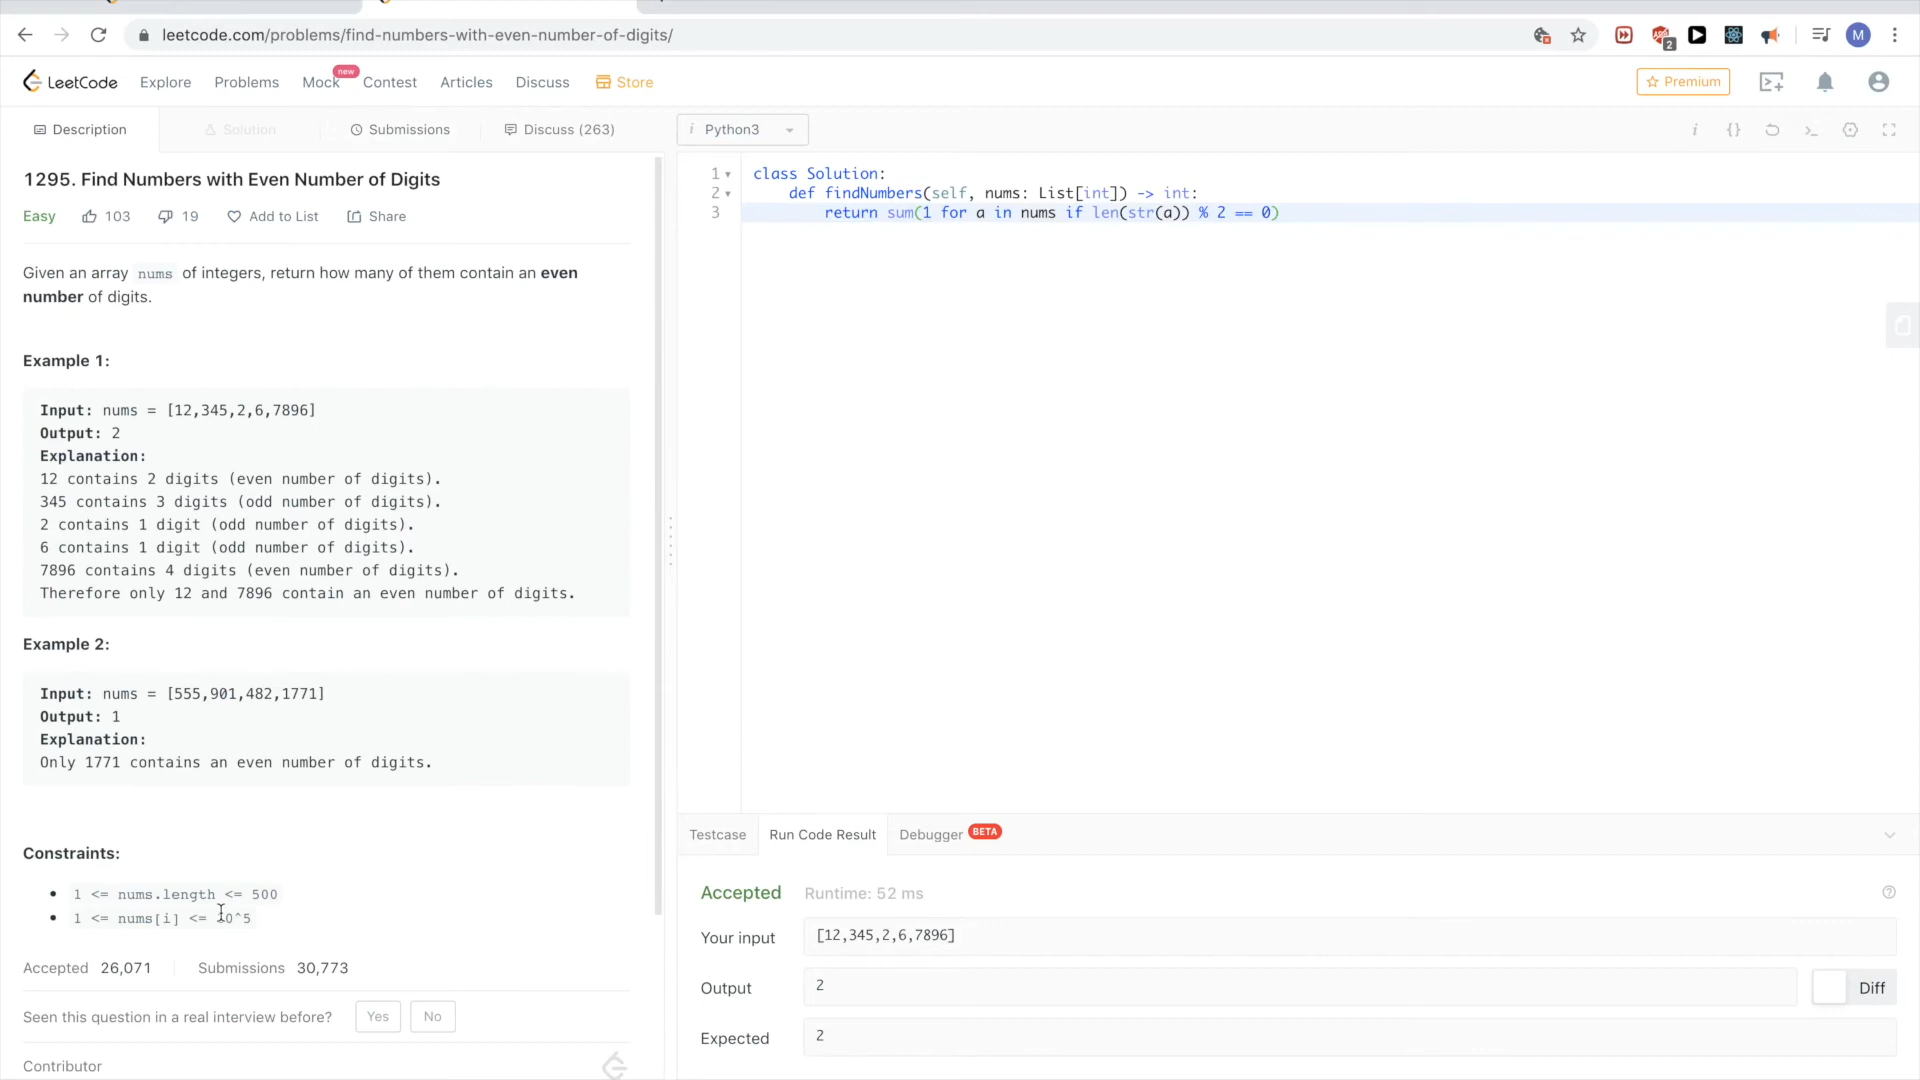 leetcode.com/problems/find-numbers-with-even-number-of-digits/
2
M
LeetCode
Explore
Problems
Mock
new
Contest
Articles
Discuss
Store
Premium
Description
Solution
Submissions
Discuss (263)
i Python3
1295. Find Numbers with Even Number of Digits
Easy
103
19
Add to List
Share
Given an array nums of integers, return how many of them contain an even
number of digits.
Example 1:
Input: nums = [12,345,2,6,7896]
Output: 2
Explanation:
12 contains 2 digits (even number of digits).
345 contains 3 digits (odd number of digits).
2 contains 1 digit (odd number of digits).
6 contains 1 digit (odd number of digits).
7896 contains 4 digits (even number of digits).
Therefore only 12 and 7896 contain an even number of digits.
Example 2:
Input: nums = [555,901,482,1771]
Output: 1
Explanation:
Only 1771 contains an even number of digits.
Constraints:
1 <= nums.length <= 500
1 <= nums[i] <= 10^5
Accepted 26,071
Submissions 30,773
Seen this question in a real interview before?
Yes
No
Contributor
i {}
1 class Solution:
2 def findNumbers(self, nums: List[int]) -> int:
3 return sum(1 for a in nums if len(str(a)) % 2 == 0)
Testcase
Run Code Result
Debugger
BETA
Accepted
Runtime: 52 ms
Your input
[12,345,2,6,7896]
Output
2
Diff
Expected
2